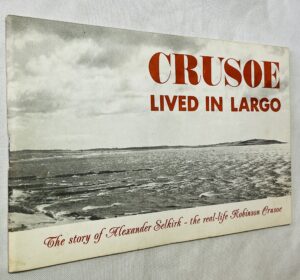 CRUSOE
LIVED IN LARGO
The story of Alexander Selkirk - the real-life Robinson Crusoe